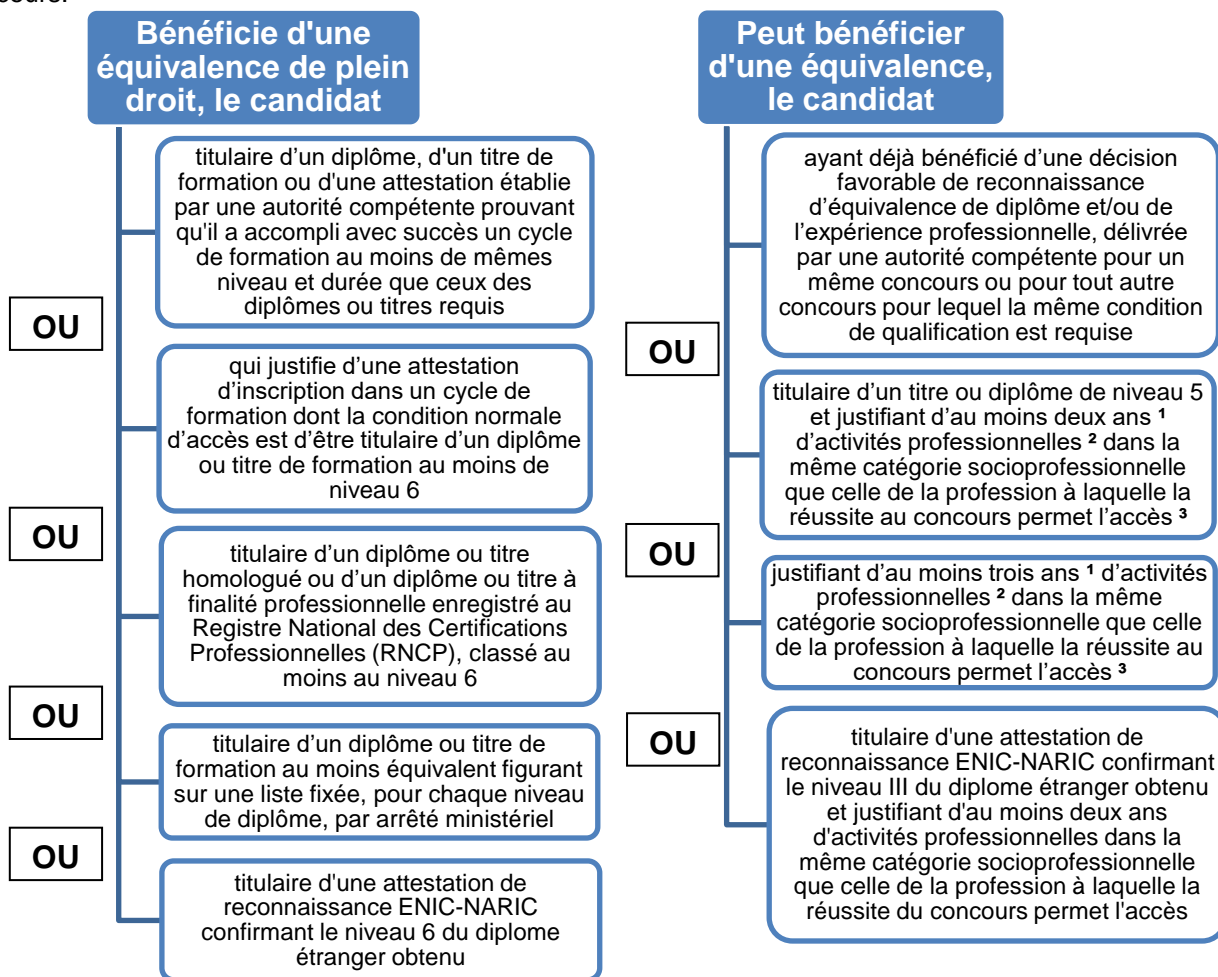 Bénéficie d'une
équivalence de plein
droit, le candidat
titulaire d’un diplôme, d'un titre de
formation ou d'une attestation établie
par une autorité compétente prouvant
qu'il a accompli avec succès un cycle
de formation au moins de mêmes
niveau et durée que ceux des
diplômes ou titres requis
OU
qui justifie d’une attestation
d’inscription dans un cycle de
formation dont la condition normale
d’accès est d’être titulaire d’un diplôme
ou titre de formation au moins de
niveau 6
OU
titulaire d’un diplôme ou titre
homologué ou d’un diplôme ou titre à
finalité professionnelle enregistré au
Registre National des Certifications
Professionnelles (RNCP), classé au
moins au niveau 6
OU
titulaire d’un diplôme ou titre de
formation au moins équivalent figurant
sur une liste fixée, pour chaque niveau
de diplôme, par arrêté ministériel
OU
titulaire d'une attestation de
reconnaissance ENIC-NARIC
confirmant le niveau 6 du diplome
étranger obtenu
Peut bénéficier
d'une équivalence,
le candidat
ayant déjà bénéficié d’une décision
favorable de reconnaissance
d’équivalence de diplôme et/ou de
l’expérience professionnelle, délivrée
par une autorité compétente pour un
même concours ou pour tout autre
concours pour lequel la même condition
de qualification est requise
OU
titulaire d’un titre ou diplôme de niveau 5
et justifiant d’au moins deux ans ¹
d’activités professionnelles ² dans la
même catégorie socioprofessionnelle
que celle de la profession à laquelle la
réussite au concours permet l’accès ³
OU
justifiant d’au moins trois ans ¹ d’activités
professionnelles ² dans la même
catégorie socioprofessionnelle que celle
de la profession à laquelle la réussite au
concours permet l’accès ³
OU
titulaire d'une attestation de
reconnaissance ENIC-NARIC confirmant
le niveau III du diplome étranger obtenu
et justifiant d'au moins deux ans
d'activités professionnelles dans la
même catégorie socioprofessionnelle
que celle de la profession à laquelle la
réussite du concours permet l'accès